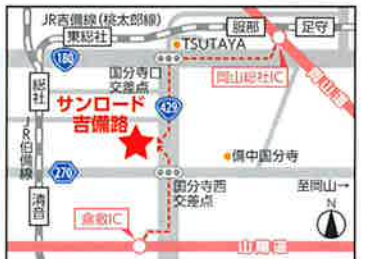 JR吉備線(桃太郎線)
東総社
服部
足守
TSUTAYA
180
国分寺口
交差点
岡山総社IC
岡山道
総社
サンロード
吉備路
429
JR伯備線
備中国分寺
270
国分寺西
交差点
至岡山→
清音
倉敷IC
N
山陽道